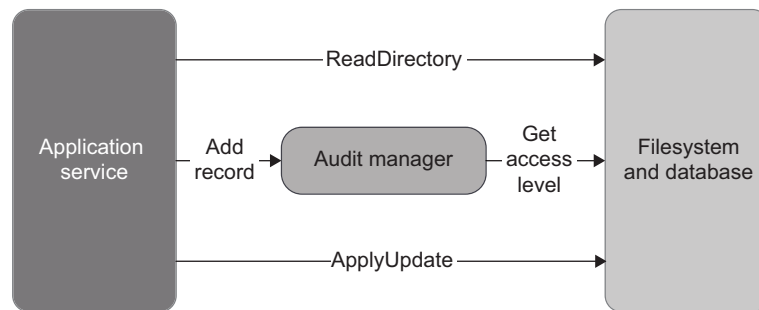 ReadDirectory
Application
service
Add
record
Audit manager
Get
access
level
Filesystem
and database
ApplyUpdate